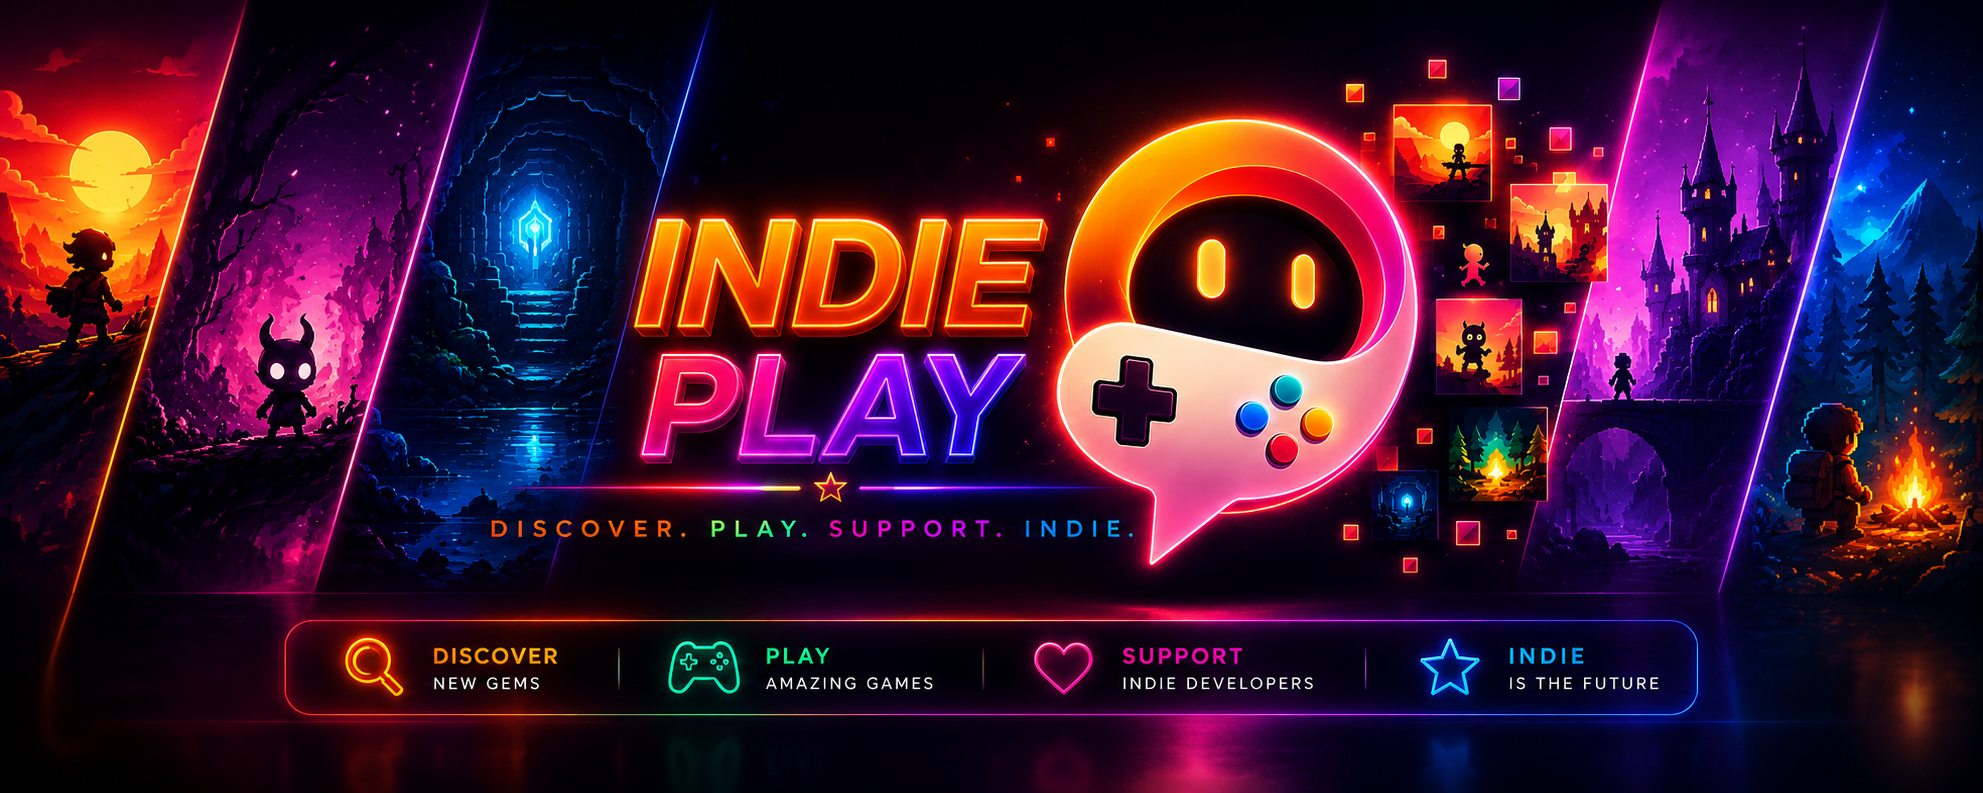 INDIE
PLAY
DISCOVER. PLAY. SUPPORT. INDIE.
DISCOVER
NEW GEMS
PLAY
AMAZING GAMES
SUPPORT
INDIE DEVELOPERS
INDIE
IS THE FUTURE